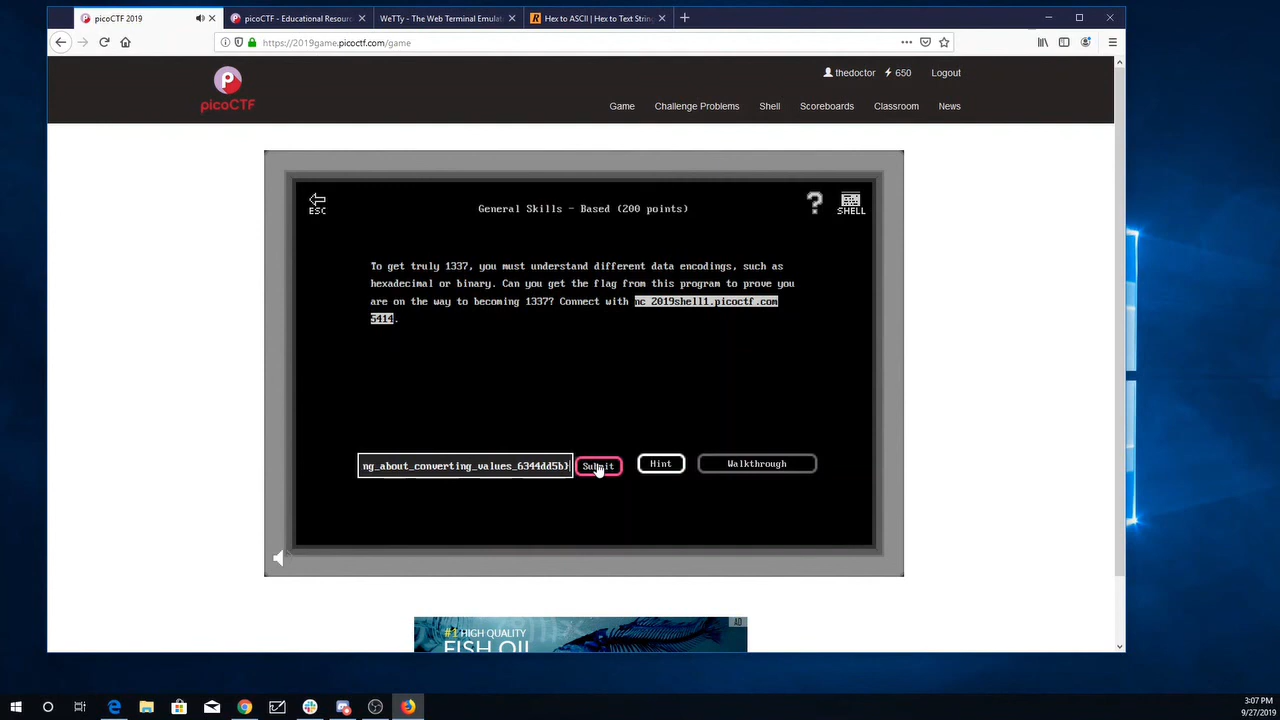 picoCTF 2019
picoCTF - Educational Resourc
WeTTy - The Web Terminal Emulat
Hex to ASCII | Hex to Text String
https://2019game.picoctf.com/game
thedoctor
650
Logout
picoCTF
Game
Challenge Problems
Shell
Scoreboards
Classroom
News
ESC
General Skills - Based (200 points)
?
SHELL
To get truly 1337, you must understand different data encodings, such as
hexadecimal or binary. Can you get the flag from this program to prove you
are on the way to becoming 1337? Connect with nc 2019shell1.picoctf.com
5414.
ng_about_converting_values_6344dd5b}
Submit
Hint
Walkthrough
#1 HIGH QUALITY
FISH OIL
AD
3:07 PM
9/27/2019